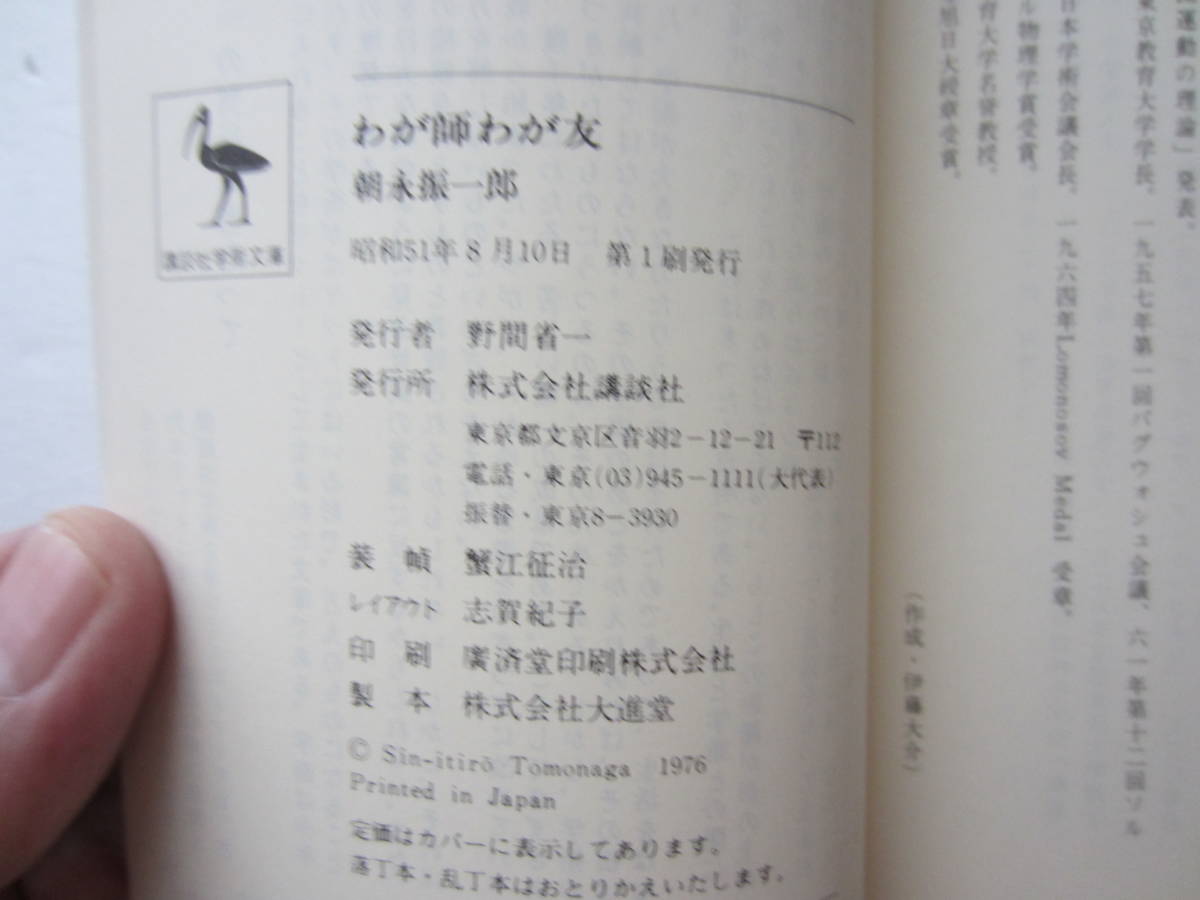 運動の理論」発表。
東京教育大学学長。一九五七年第一回パグウォシュ会議、六一年第十二回ソル
日本学術会議会長。一九六四年Lomonosov Medal 受章。
ル物理学賞受賞。
育大学名誉教授。
旭日大綬章受賞。
(作成・伊藤大介)
講談社学術文庫
わが師わが友
朝永振一郎
昭和51年8月10日 第1刷発行
発行者 野間省一
発行所 株式会社講談社
東京都文京区音羽2-12-21 〒112
電話・東京(03)945-1111(大代表)
振替・東京8-3930
装幀 蟹江征治
レイアウト 志賀紀子
印刷 廣済堂印刷株式会社
製本 株式会社大進堂
© Sin-itirō Tomonaga 1976
Printed in Japan
定価はカバーに表示してあります。
落丁本・乱丁本はおとりかえいたします。